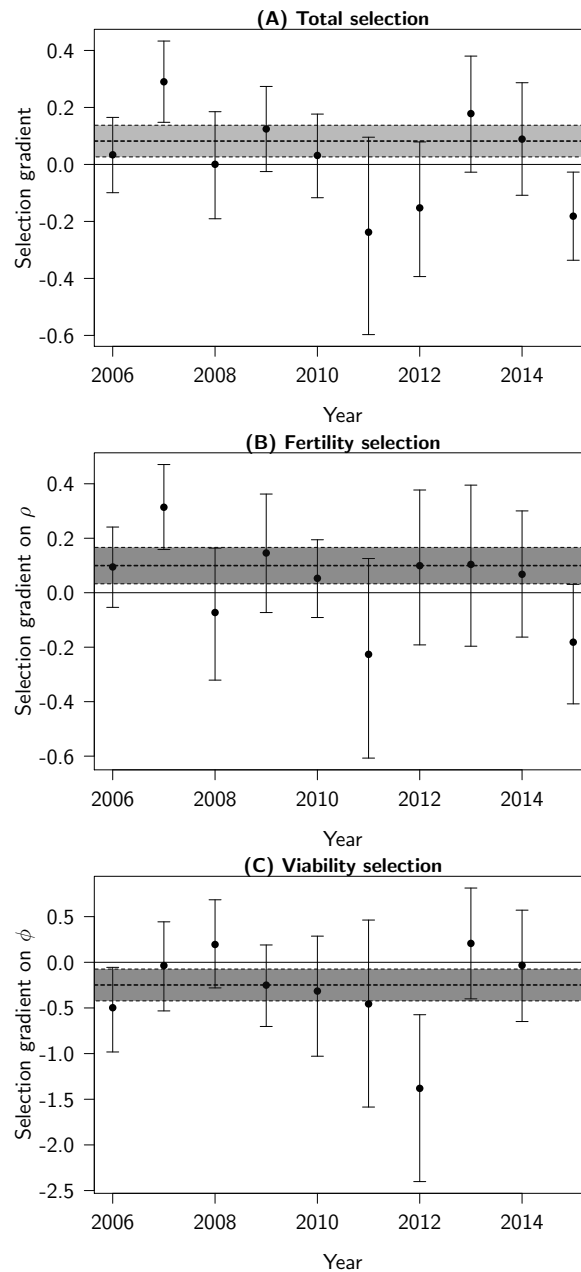 (A) Total selection
Selection gradient
0.4
0.2
0.0
-0.2
-0.4
-0.6
2006 2008 2010 2012 2014
Year
(B) Fertility selection
Selection gradient on ρ
0.4
0.2
0.0
-0.2
-0.4
-0.6
2006 2008 2010 2012 2014
Year
(C) Viability selection
Selection gradient on ϕ
0.5
0.0
-0.5
-1.0
-1.5
-2.0
-2.5
2006 2008 2010 2012 2014
Year